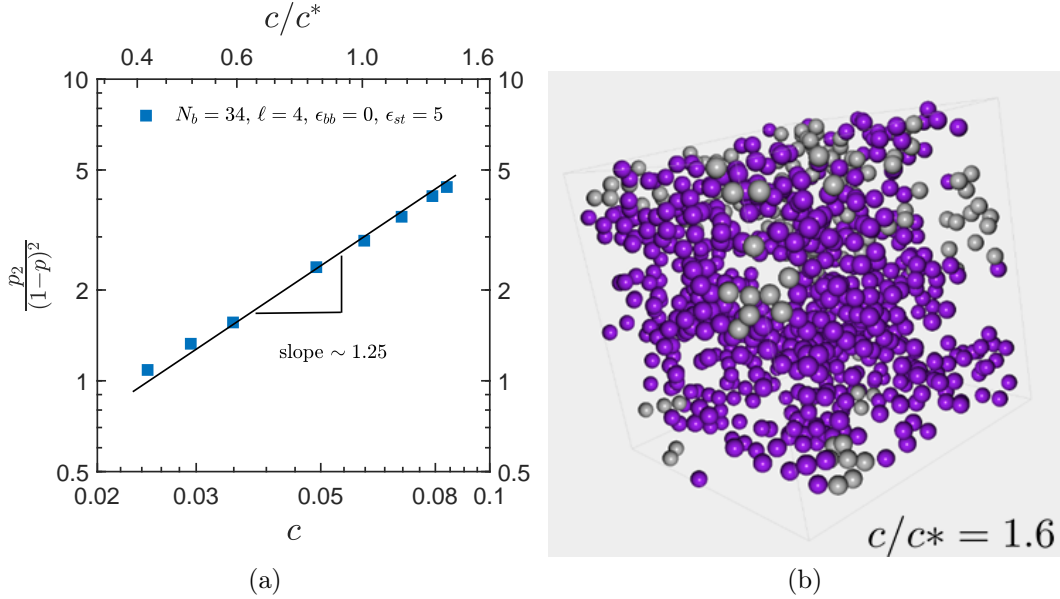 c/c*
0.4 0.6 1.0 1.6
10 10
N_b = 34, ℓ = 4, ϵ_bb = 0, ϵ_st = 5
5 5
p_2/(1−p)^2
2 2
slope ∼ 1.25
1 1
0.5 0.5
0.02 0.03 0.05 0.08 0.1
c
c/c* = 1.6
(a) (b)